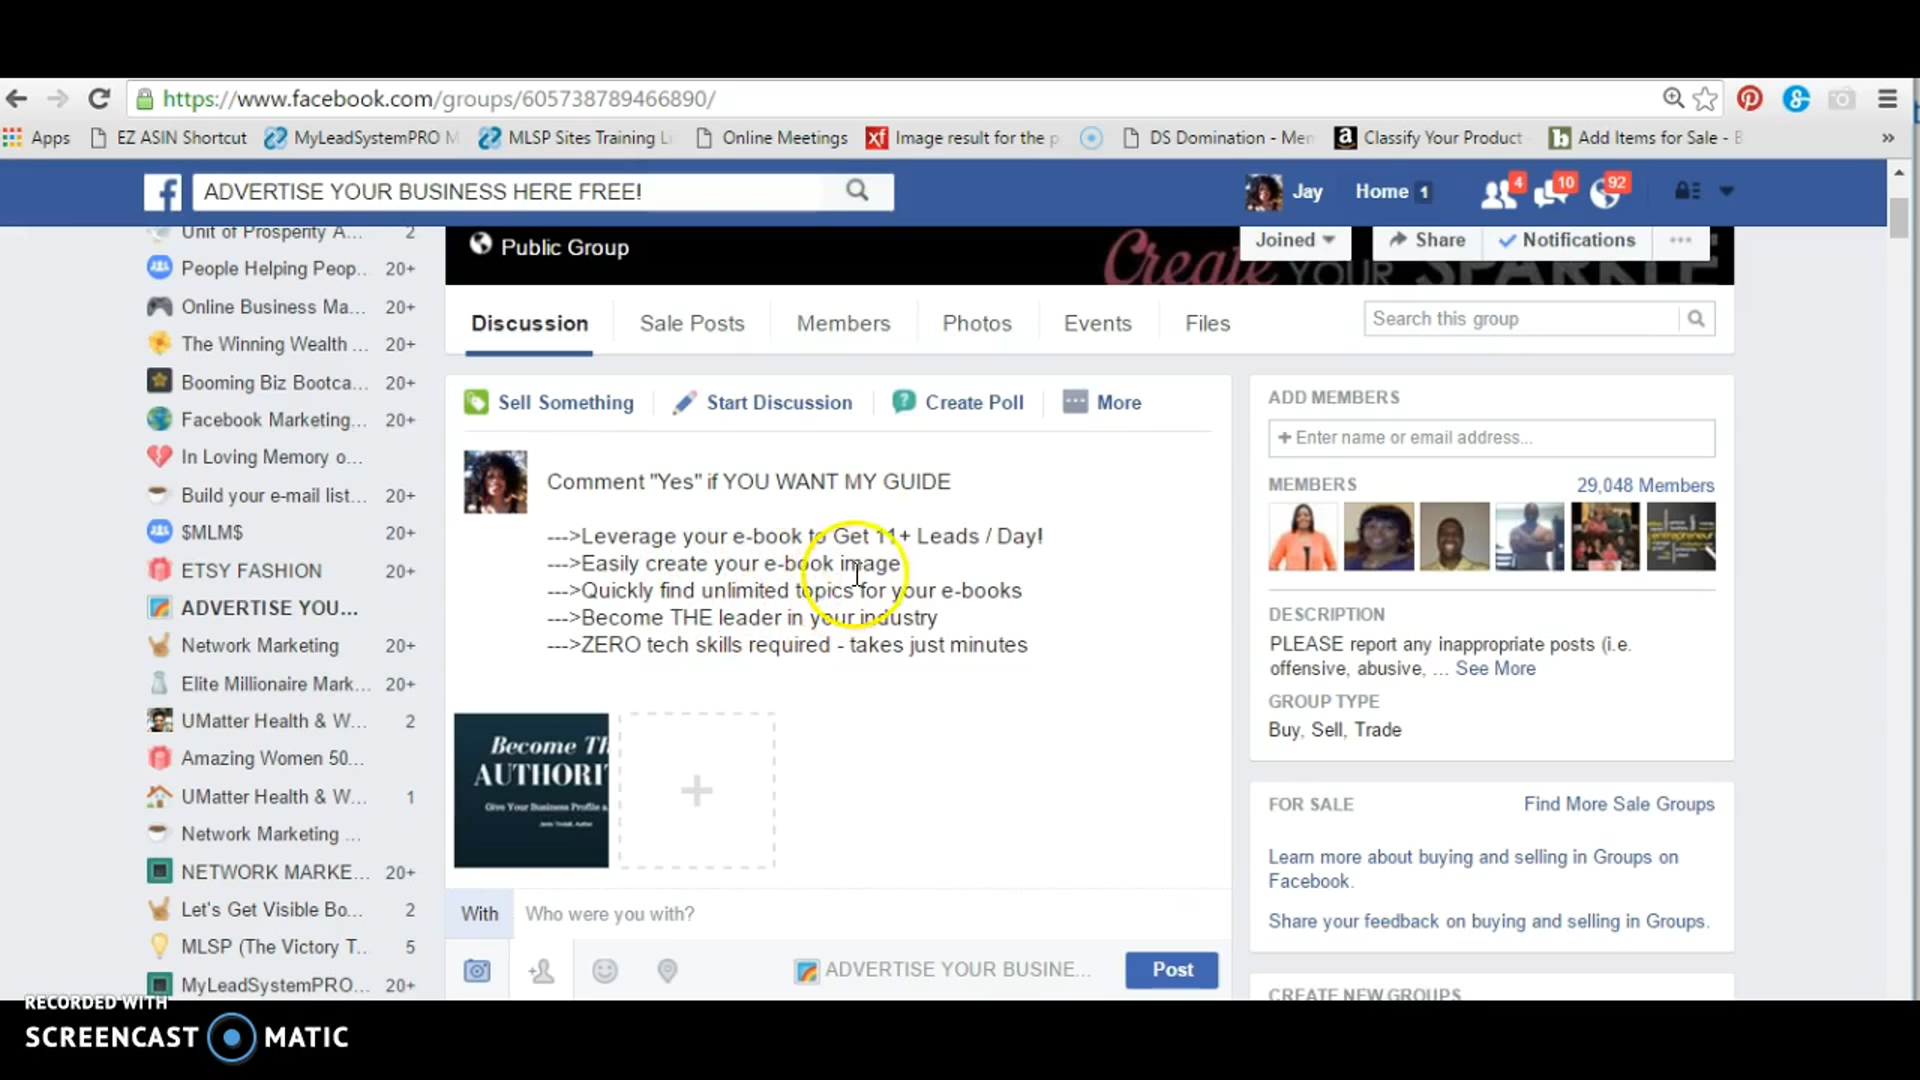 https://www.facebook.com/groups/605738789466890/
Apps EZ ASIN Shortcut MyLeadSystemPRO M MLSP Sites Training Li Online Meetings Image result for the p DS Domination - Mem Classify Your Product Add Items for Sale - B »
ADVERTISE YOUR BUSINESS HERE FREE! Jay Home 1 4 10 92
Unit of Prosperity A... 2
People Helping Peop... 20+
Online Business Ma... 20+
The Winning Wealth ... 20+
Booming Biz Bootca... 20+
Facebook Marketing... 20+
In Loving Memory o...
Build your e-mail list... 20+
$MLM$ 20+
ETSY FASHION 20+
ADVERTISE YOU...
Network Marketing 20+
Elite Millionaire Mark... 20+
UMatter Health & W... 2
Amazing Women 50...
UMatter Health & W... 1
Network Marketing ...
NETWORK MARKE... 20+
Let's Get Visible Bo... 2
MLSP (The Victory T... 5
MyLeadSystemPRO... 20+
Public Group
Create YOUR SPARKLE
Joined Share Notifications ...
Discussion Sale Posts Members Photos Events Files Search this group
Sell Something Start Discussion Create Poll More
Comment "Yes" if YOU WANT MY GUIDE
--->Leverage your e-book to Get 11+ Leads / Day!
--->Easily create your e-book image
--->Quickly find unlimited topics for your e-books
--->Become THE leader in your industry
--->ZERO tech skills required - takes just minutes
Become Th
AUTHORI
Give Your Business Profile a
With Who were you with?
ADVERTISE YOUR BUSINE... Post
ADD MEMBERS
+ Enter name or email address...
MEMBERS 29,048 Members
DESCRIPTION
PLEASE report any inappropriate posts (i.e.
offensive, abusive, ... See More
GROUP TYPE
Buy, Sell, Trade
FOR SALE Find More Sale Groups
Learn more about buying and selling in Groups on
Facebook.
Share your feedback on buying and selling in Groups.
CREATE NEW GROUPS
RECORDED WITH
SCREENCAST MATIC